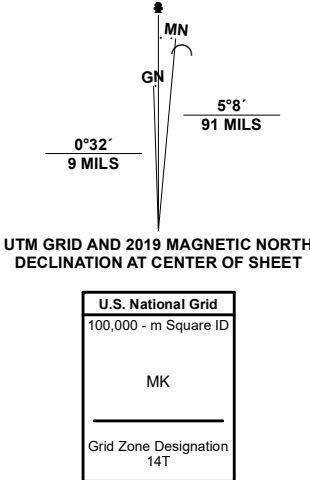 MN
GN
5°8´
91 MILS
0°32´
9 MILS
UTM GRID AND 2019 MAGNETIC NORTH
DECLINATION AT CENTER OF SHEET
U.S. National Grid
100,000 - m Square ID
MK
Grid Zone Designation
14T